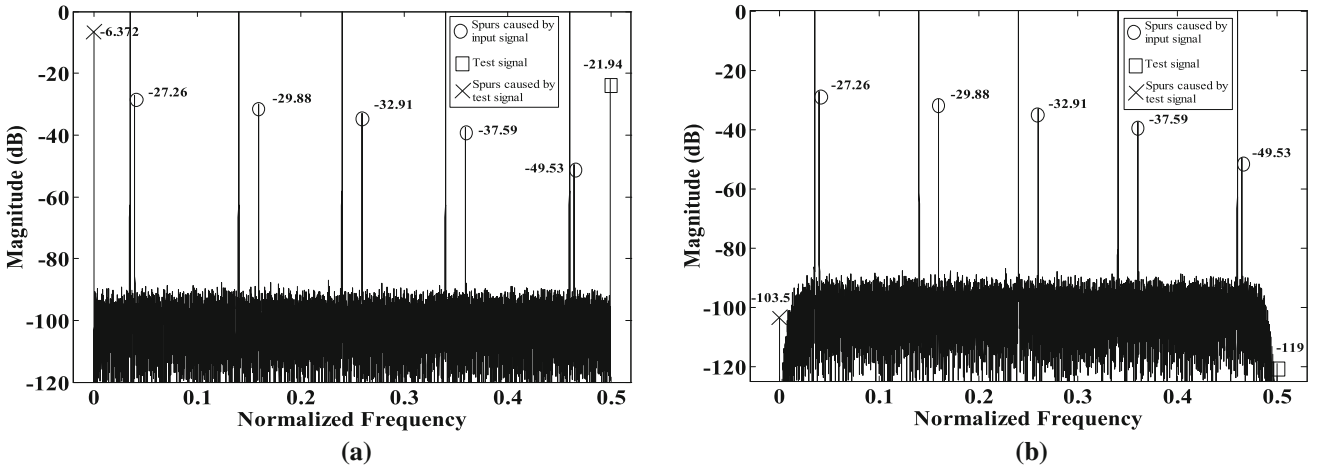 0
-20
-40
-60
-80
-100
-120
Magnitude (dB)
-6.372
-27.26
-29.88
-32.91
-37.59
-49.53
-21.94
Spurs caused by
input signal
Test signal
Spurs caused by
test signal
0
0.1
0.2
0.3
0.4
0.5
Normalized Frequency
(a)
0
-20
-40
-60
-80
-100
-120
Magnitude (dB)
-103.5
-27.26
-29.88
-32.91
-37.59
-49.53
-119
Spurs caused by
input signal
Test signal
Spurs caused by
test signal
0
0.1
0.2
0.3
0.4
0.5
Normalized Frequency
(b)